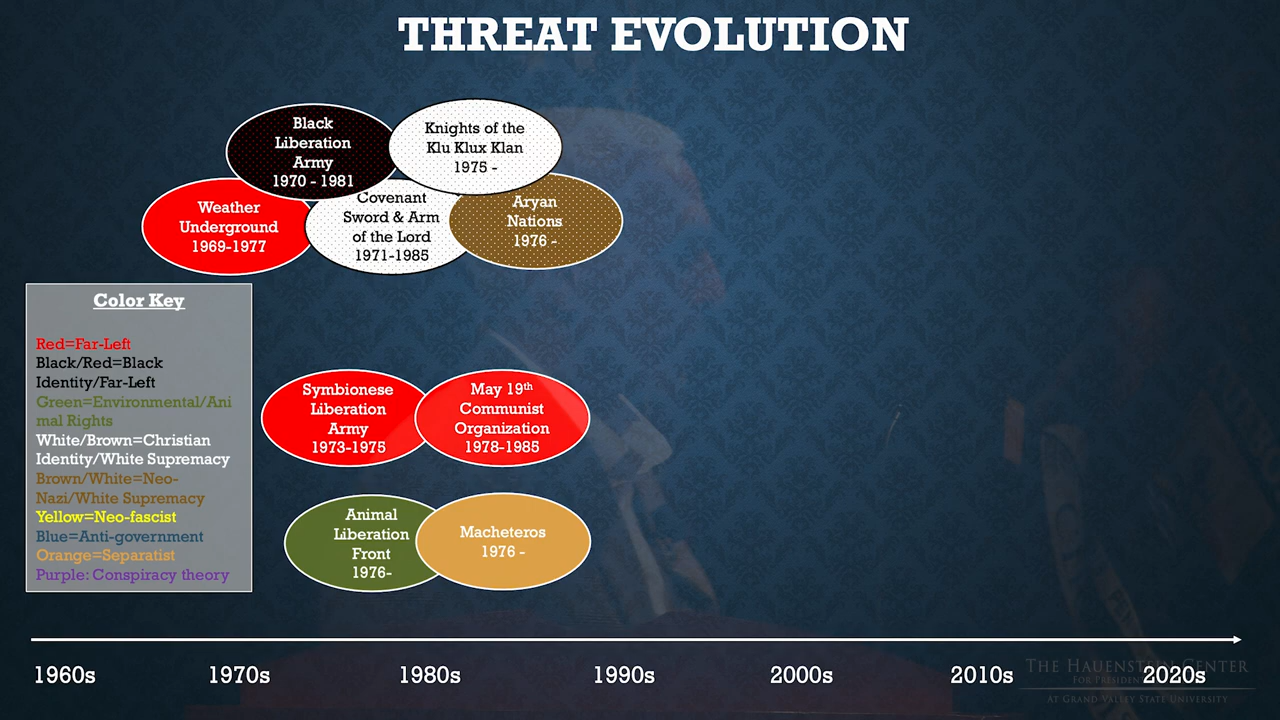 THREAT EVOLUTION
Black
Liberation
Army
1970 - 1981
Knights of the
Klu Klux Klan
1975 -
Weather
Underground
1969-1977
Covenant
Sword & Arm
of the Lord
1971-1985
Aryan
Nations
1976 -
Color Key
Red=Far-Left
Black/Red=Black
Identity/Far-Left
Green=Environmental/Ani
mal Rights
White/Brown=Christian
Identity/White Supremacy
Brown/White=Neo-
Nazi/White Supremacy
Yellow=Neo-fascist
Blue=Anti-government
Orange=Separatist
Purple: Conspiracy theory
Symbionese
Liberation
Army
1973-1975
May 19th
Communist
Organization
1978-1985
Animal
Liberation
Front
1976-
Macheteros
1976 -
1960s 1970s 1980s 1990s 2000s 2010s 2020s
THE HAUENSTEIN CENTER
FOR PRESIDEN
AT GRAND VALLEY STATE UNIVERSITY